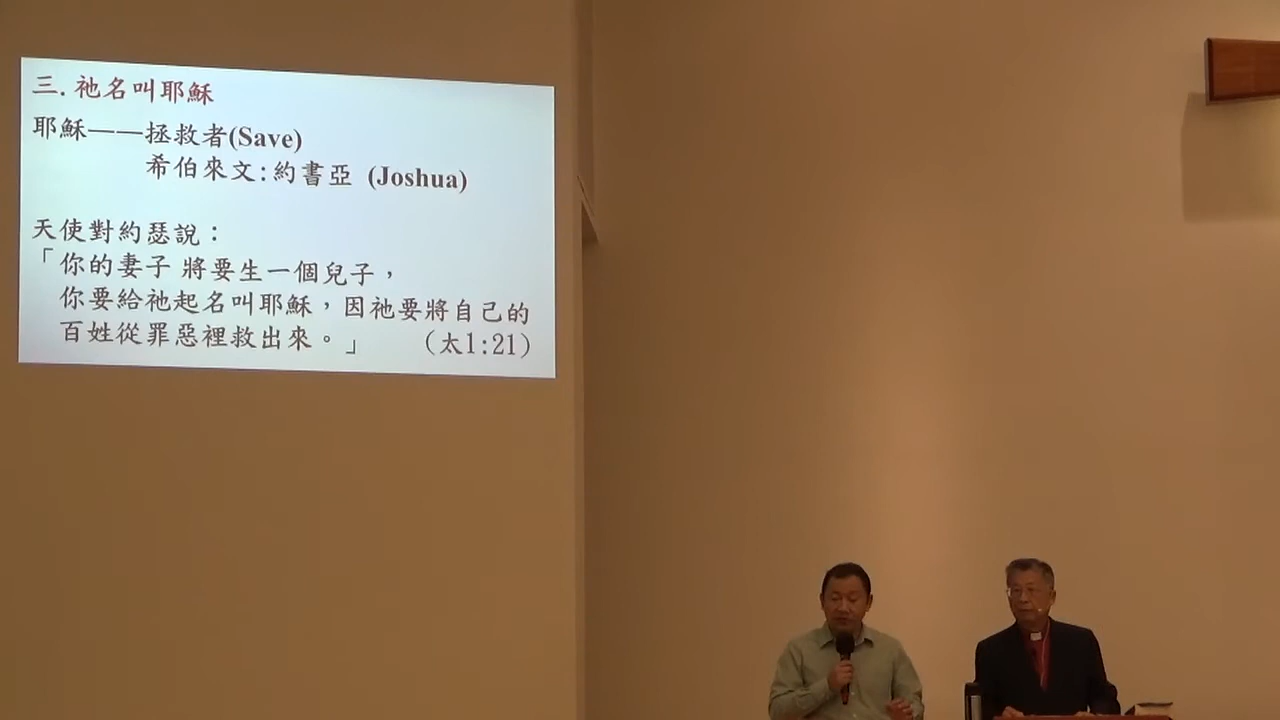 三.祂名叫耶穌
耶穌——拯救者(Save)
希伯來文:約書亞 (Joshua)
天使對約瑟說：
「你的妻子 將要生一個兒子，
你要給祂起名叫耶穌，因祂要將自己的
百姓從罪惡裡救出來。」 (太1:21)